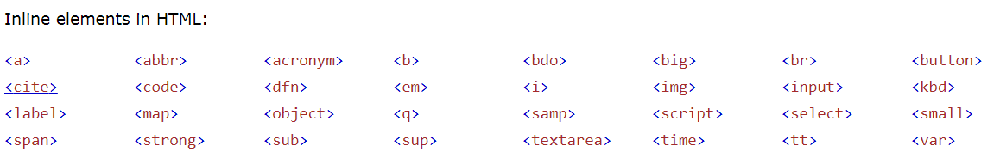 Inline elements in HTML:
<a> <abbr> <acronym> <b> <bdo> <big> <br> <button>
<cite> <code> <dfn> <em> <i> <img> <input> <kbd>
<label> <map> <object> <q> <samp> <script> <select> <small>
<span> <strong> <sub> <sup> <textarea> <time> <tt> <var>